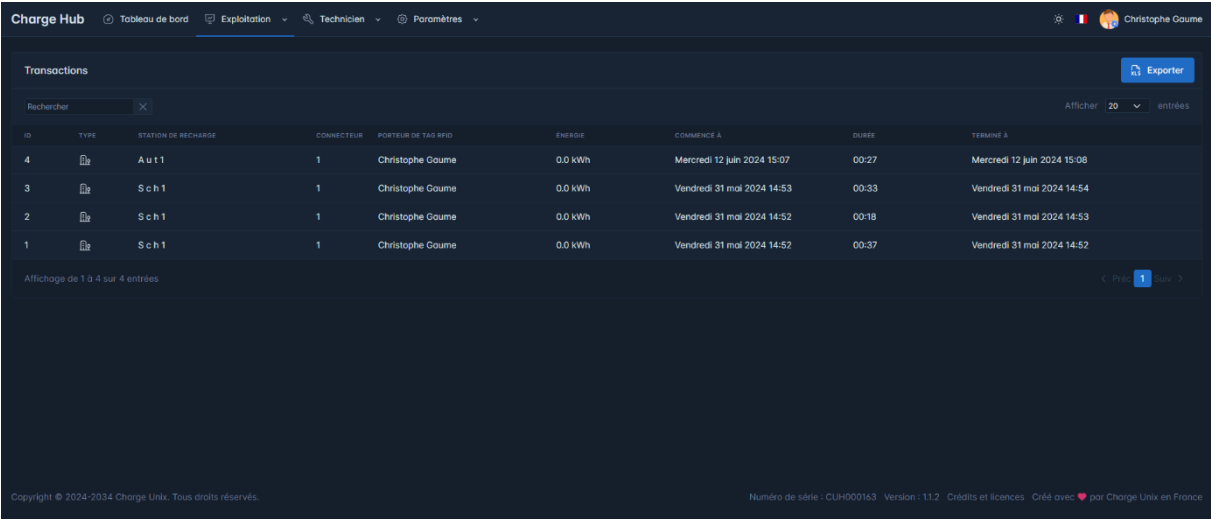 Charge Hub Tableau de bord Exploitation Technicien Paramètres Christophe Gaume
Transactions XLS Exporter
Rechercher Afficher 20 entrées
ID TYPE STATION DE RECHARGE CONNECTEUR PORTEUR DE TAG RFID ÉNERGIE COMMENCÉ À DURÉE TERMINÉ À
4 A u t 1 1 Christophe Gaume 0.0 kWh Mercredi 12 juin 2024 15:07 00:27 Mercredi 12 juin 2024 15:08
3 S c h 1 1 Christophe Gaume 0.0 kWh Vendredi 31 mai 2024 14:53 00:33 Vendredi 31 mai 2024 14:54
2 S c h 1 1 Christophe Gaume 0.0 kWh Vendredi 31 mai 2024 14:52 00:18 Vendredi 31 mai 2024 14:53
1 S c h 1 1 Christophe Gaume 0.0 kWh Vendredi 31 mai 2024 14:52 00:37 Vendredi 31 mai 2024 14:52
Affichage de 1 à 4 sur 4 entrées < Prec 1 Suiv >
Copyright © 2024-2034 Charge Unix. Tous droits réservés. Numéro de série : CUH000163 Version : 1.1.2 Crédits et licences Créé avec ❤ par Charge Unix en France